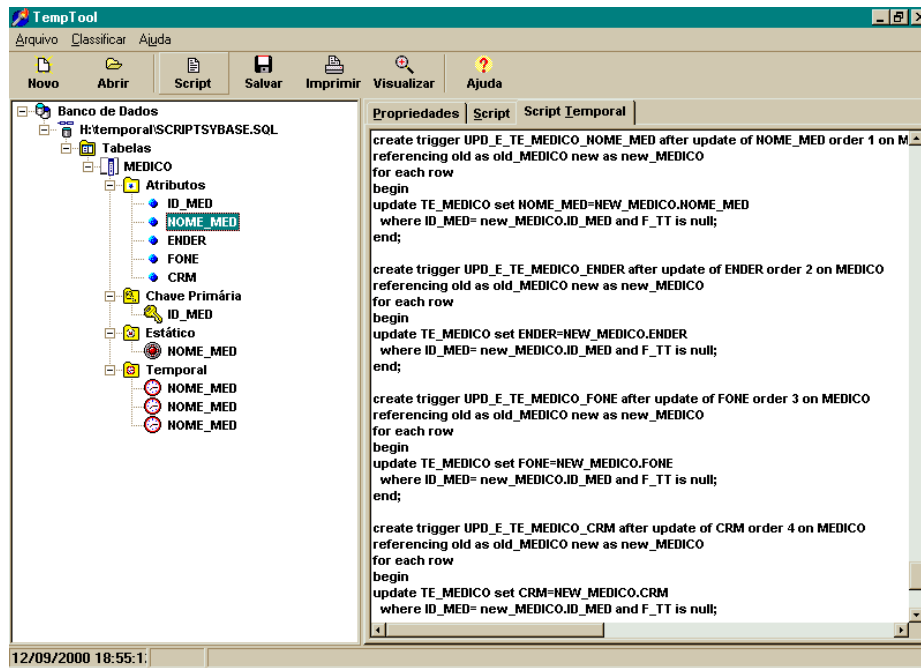 TempTool
Arquivo Classificar Ajuda
Novo Abrir Script Salvar Imprimir Visualizar Ajuda
Banco de Dados
H:\temporal\SCRIPTSYBASE.SQL
Tabelas
MEDICO
Atributos
ID_MED
NOME_MED
ENDER
FONE
CRM
Chave Primária
ID_MED
Estático
NOME_MED
Temporal
NOME_MED
NOME_MED
NOME_MED
Propriedades Script Script Temporal
create trigger UPD_E_TE_MEDICO_NOME_MED after update of NOME_MED order 1 on M
referencing old as old_MEDICO new as new_MEDICO
for each row
begin
update TE_MEDICO set NOME_MED=NEW_MEDICO.NOME_MED
where ID_MED= new_MEDICO.ID_MED and F_TT is null;
end;
create trigger UPD_E_TE_MEDICO_ENDER after update of ENDER order 2 on MEDICO
referencing old as old_MEDICO new as new_MEDICO
for each row
begin
update TE_MEDICO set ENDER=NEW_MEDICO.ENDER
where ID_MED= new_MEDICO.ID_MED and F_TT is null;
end;
create trigger UPD_E_TE_MEDICO_FONE after update of FONE order 3 on MEDICO
referencing old as old_MEDICO new as new_MEDICO
for each row
begin
update TE_MEDICO set FONE=NEW_MEDICO.FONE
where ID_MED= new_MEDICO.ID_MED and F_TT is null;
end;
create trigger UPD_E_TE_MEDICO_CRM after update of CRM order 4 on MEDICO
referencing old as old_MEDICO new as new_MEDICO
for each row
begin
update TE_MEDICO set CRM=NEW_MEDICO.CRM
where ID_MED= new_MEDICO.ID_MED and F_TT is null;
12/09/2000 18:55:1